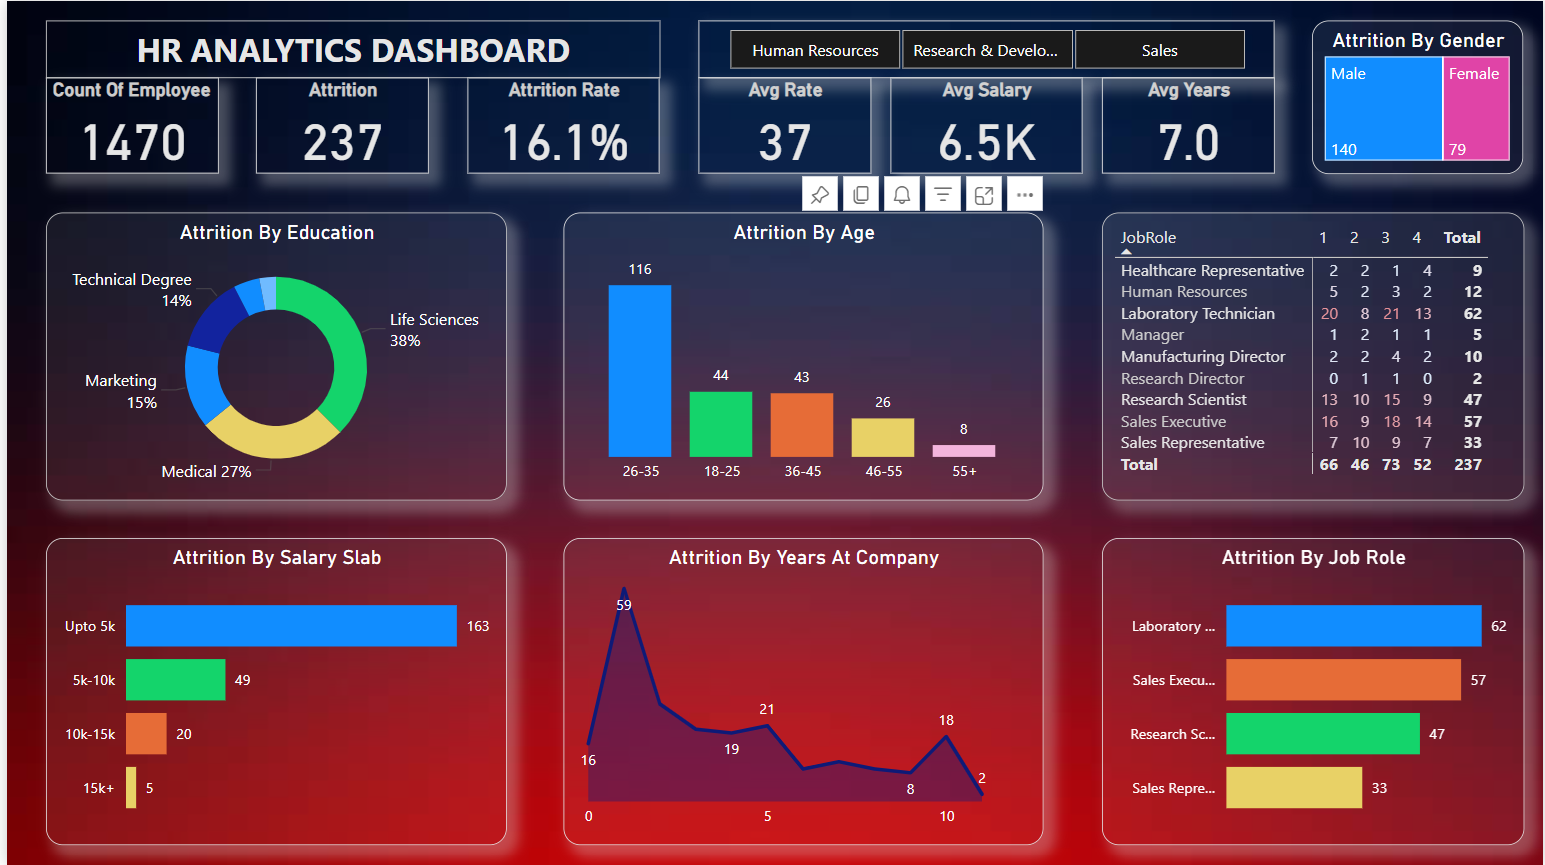 HR ANALYTICS DASHBOARD
Human Resources
Research & Develo...
Sales
Count Of Employee
1470
Attrition
237
Attrition Rate
16.1%
Avg Rate
37
Avg Salary
6.5K
Avg Years
7.0
Attrition By Gender
Male
140
Female
79
Attrition By Education
Technical Degree
14%
Life Sciences
38%
Marketing
15%
Medical 27%
Attrition By Age
116
44
43
26
8
26-35 18-25 36-45 46-55 55+
JobRole 1 2 3 4 Total
Healthcare Representative 2 2 1 4 9
Human Resources 5 2 3 2 12
Laboratory Technician 20 8 21 13 62
Manager 1 2 1 1 5
Manufacturing Director 2 2 4 2 10
Research Director 0 1 1 0 2
Research Scientist 13 10 15 9 47
Sales Executive 16 9 18 14 57
Sales Representative 7 10 9 7 33
Total 66 46 73 52 237
Attrition By Salary Slab
Upto 5k 163
5k-10k 49
10k-15k 20
15k+ 5
Attrition By Years At Company
59
16
19
21
8
18
2
0 5 10
Attrition By Job Role
Laboratory ... 62
Sales Execu... 57
Research Sc... 47
Sales Repre... 33